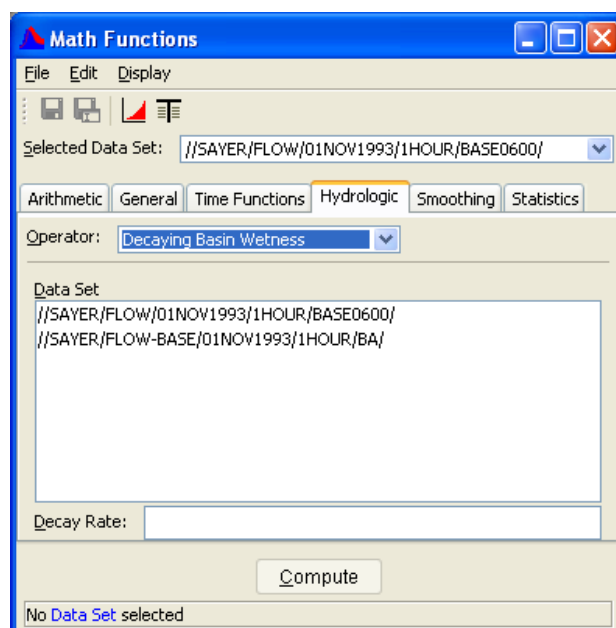 Math Functions
File Edit Display
Selected Data Set: //SAYER/FLOW/01NOV1993/1HOUR/BASE0600/
Arithmetic General Time Functions Hydrologic Smoothing Statistics
Operator: Decaying Basin Wetness
Data Set
//SAYER/FLOW/01NOV1993/1HOUR/BASE0600/
//SAYER/FLOW-BASE/01NOV1993/1HOUR/BA/
Decay Rate:
Compute
No Data Set selected